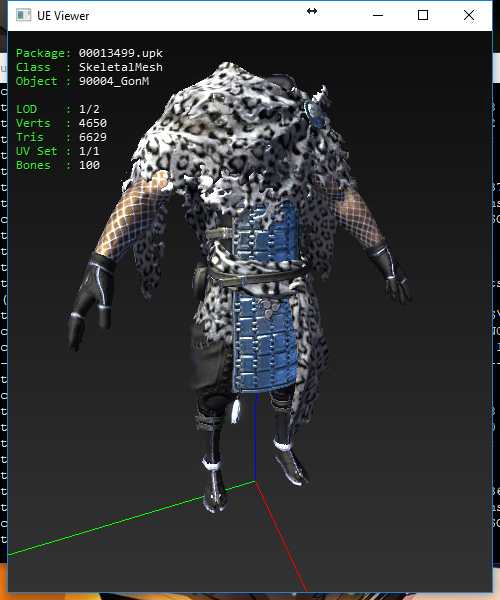 UE Viewer
Package: 00013499.upk
Class : SkeletalMesh
Object : 90004_GonM
LOD : 1/2
Verts : 4650
Tris : 6629
UV Set : 1/1
Bones : 100